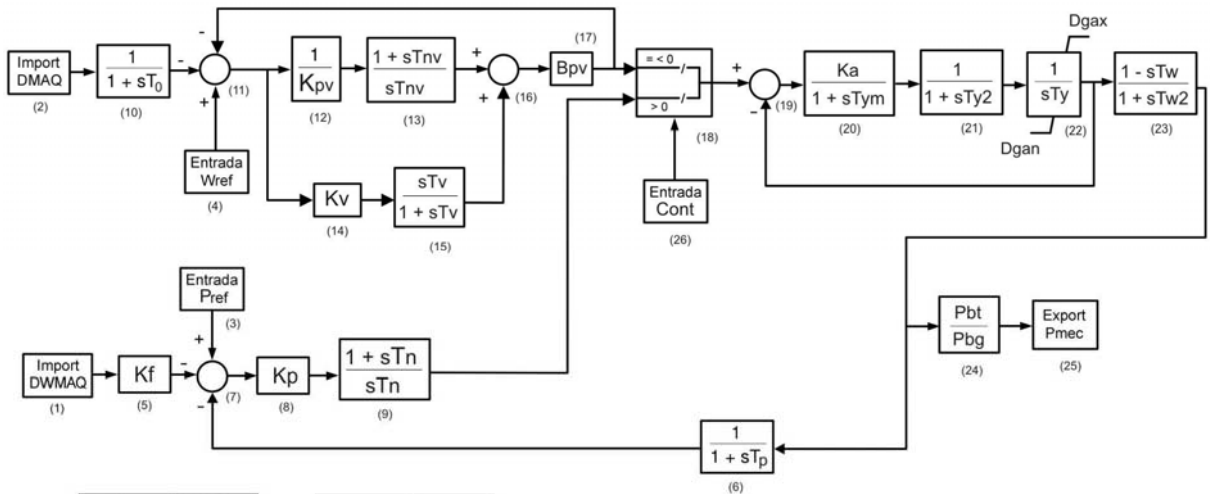 Import
DMAQ
(2)
1
1 + sT0
(10)
-
-
+
(11)
Entrada
Wref
(4)
1
Kpv
(12)
1 + sTnv
sTnv
(13)
Kv
(14)
sTv
1 + sTv
(15)
+
+
(16)
(17)
Bpv
= < 0
> 0
(18)
Entrada
Cont
(26)
+
-
(19)
Ka
1 + sTym
(20)
1
1 + sTy2
(21)
Dgax
1
sTy
(22)
Dgan
1 - sTw
1 + sTw2
(23)
Entrada
Pref
(3)
Import
DWMAQ
(1)
Kf
(5)
+
-
-
(7)
Kp
(8)
1 + sTn
sTn
(9)
1
1 + sTp
(6)
Pbt
Pbg
(24)
Export
Pmec
(25)